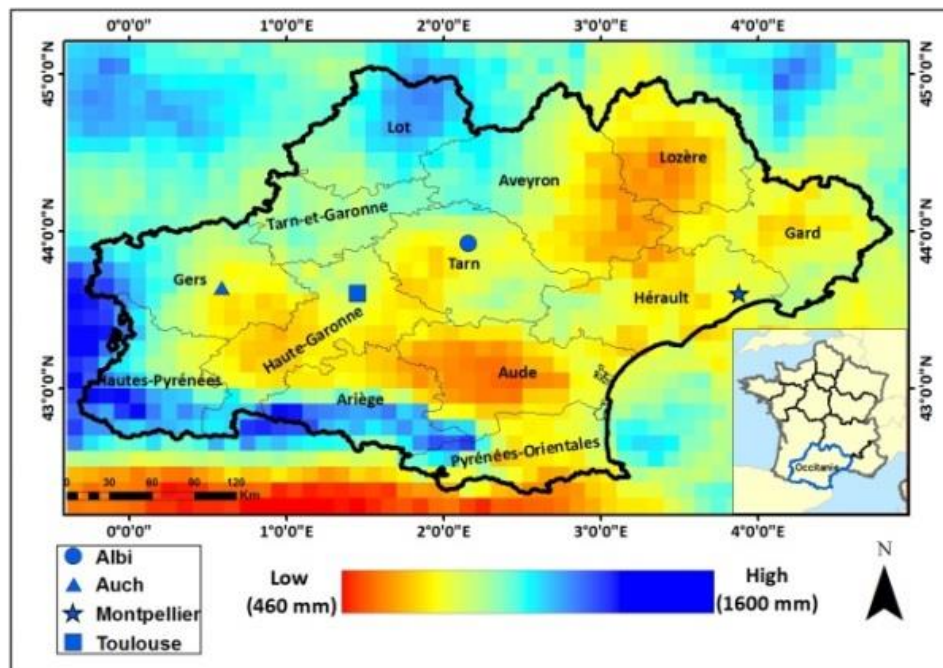 0°0'0" 1°0'0"E 2°0'0"E 3°0'0"E 4°0'0"E
45°0'0"N 45°0'0"N
Lot
Lozère
Aveyron
Tarn-et-Garonne
44°0'0"N 44°0'0"N
Gard
Tarn
Gers
Hérault
Haute-Garonne
Aude
Hautes-Pyrénées
43°0'0"N 43°0'0"N
Ariège
Pyrénées-Orientales
Occitanie
0 15 30 60 90 120
Km
0°0'0" 1°0'0"E 2°0'0"E 3°0'0"E 4°0'0"E
Albi
Auch
Montpellier
Toulouse
Low
(460 mm)
High
(1600 mm)
N